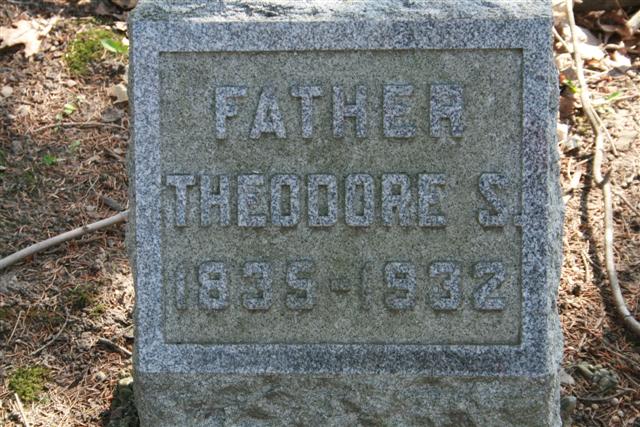 FATHER
THEODORE S.
1835 - 1932